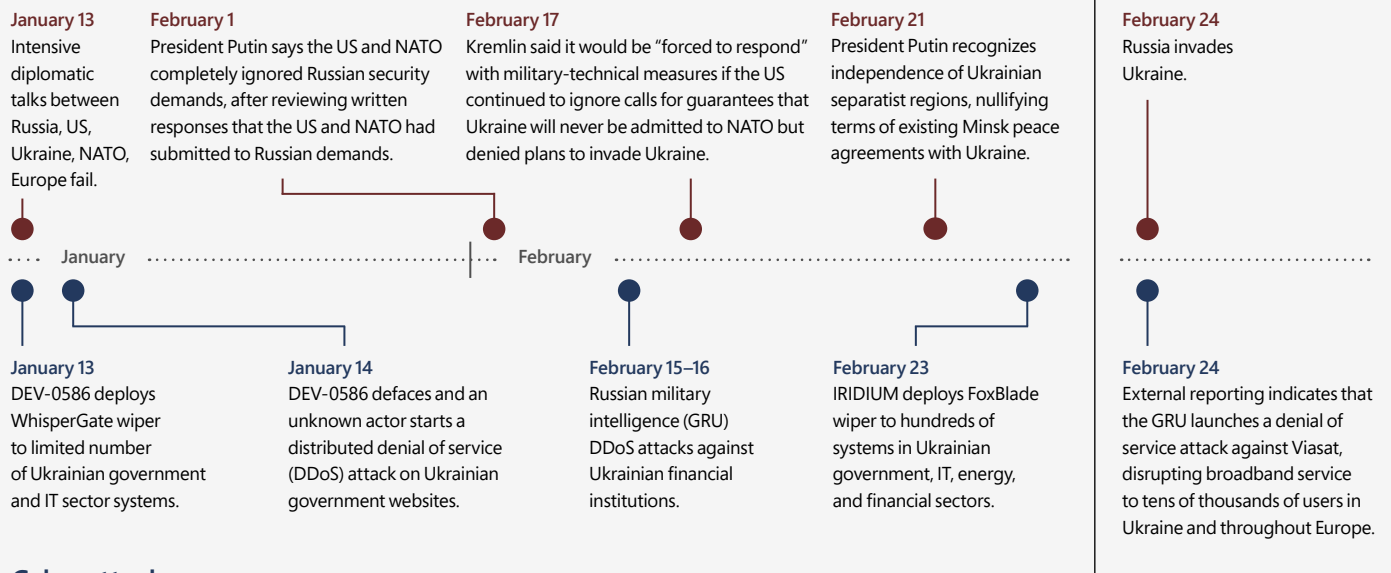 January 13
Intensive
diplomatic
talks between
Russia, US,
Ukraine, NATO,
Europe fail.
February 1
President Putin says the US and NATO
completely ignored Russian security
demands, after reviewing written
responses that the US and NATO had
submitted to Russian demands.
February 17
Kremlin said it would be “forced to respond”
with military-technical measures if the US
continued to ignore calls for guarantees that
Ukraine will never be admitted to NATO but
denied plans to invade Ukraine.
February 21
President Putin recognizes
independence of Ukrainian
separatist regions, nullifying
terms of existing Minsk peace
agreements with Ukraine.
February 24
Russia invades
Ukraine.
January
February
January 13
DEV-0586 deploys
WhisperGate wiper
to limited number
of Ukrainian government
and IT sector systems.
January 14
DEV-0586 defaces and an
unknown actor starts a
distributed denial of service
(DDoS) attack on Ukrainian
government websites.
February 15–16
Russian military
intelligence (GRU)
DDoS attacks against
Ukrainian financial
institutions.
February 23
IRIDIUM deploys FoxBlade
wiper to hundreds of
systems in Ukrainian
government, IT, energy,
and financial sectors.
February 24
External reporting indicates that
the GRU launches a denial of
service attack against Viasat,
disrupting broadband service
to tens of thousands of users in
Ukraine and throughout Europe.